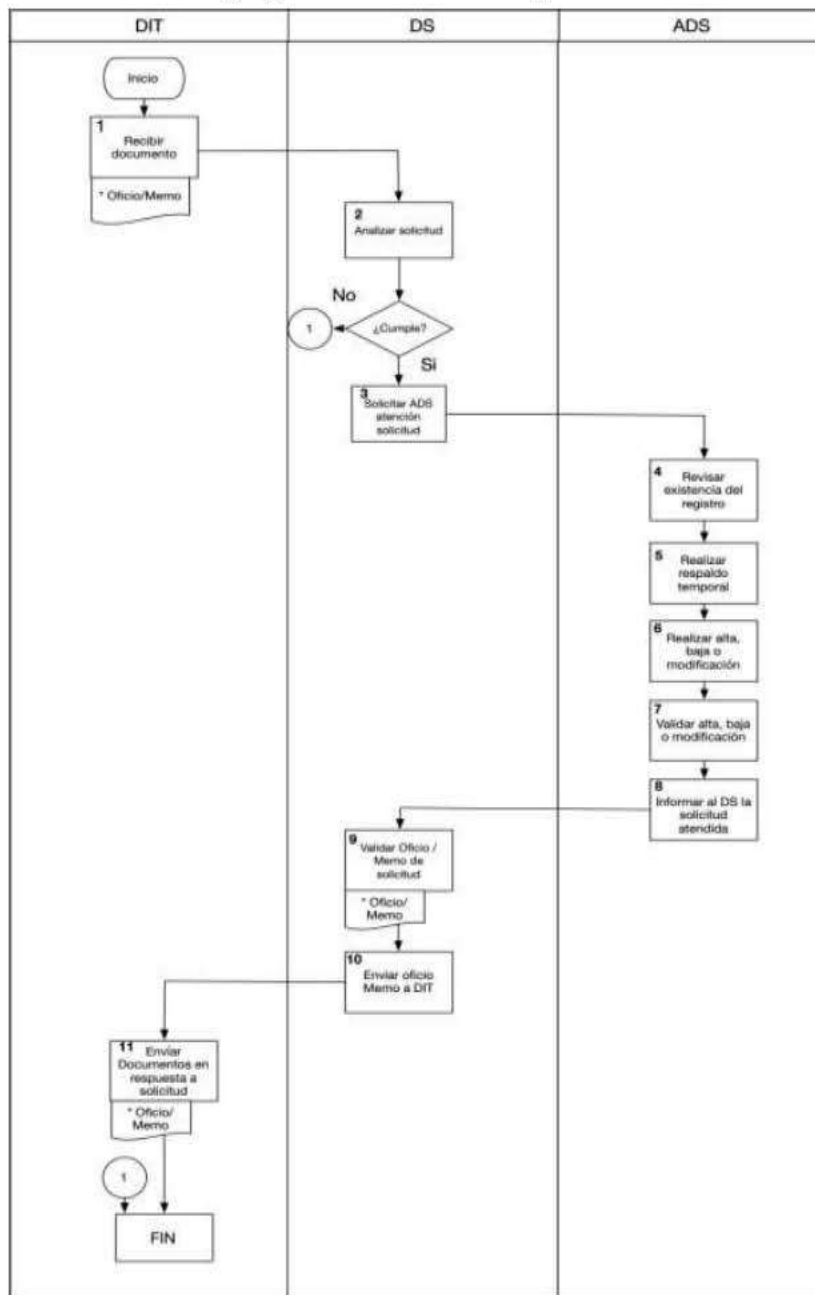 DIT
DS
ADS
Inicio
1
Recibir
documento
* Oficio/Memo
2
Analizar solicitud
No
1
¿Cumple?
Si
3
Solicitar ADS
atención
solicitud
4
Revisar
existencia del
registro
5
Realizar
respaldo
temporal
6
Realizar alta,
baja o
modificación
7
Validar alta, baja
o modificación
8
Informar al DS la
solicitud
atendida
9
Validar Oficio /
Memo de
solicitud
* Oficio/
Memo
10
Enviar oficio
Memo a DIT
11 Enviar
Documentos en
respuesta a
solicitud
* Oficio/
Memo
1
FIN